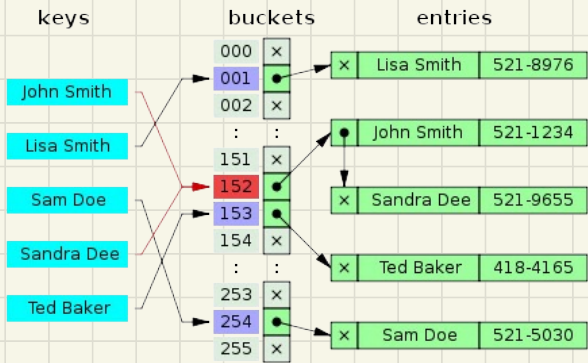 keys
buckets
entries
John Smith
Lisa Smith
Sam Doe
Sandra Dee
Ted Baker
000 ×
001
002 ×
: :
151 ×
152
153
154 ×
: :
253 ×
254
255 ×
× Lisa Smith 521-8976
John Smith 521-1234
× Sandra Dee 521-9655
× Ted Baker 418-4165
× Sam Doe 521-5030